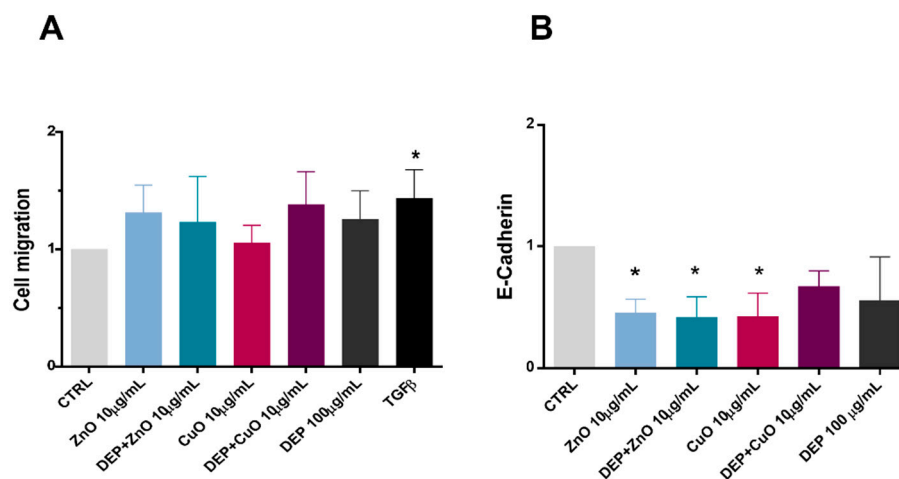 A
B
Cell migration
2
1
0
*
CTRL
ZnO 10µg/mL
DEP+ZnO 10µg/mL
CuO 10µg/mL
DEP+CuO 10µg/mL
DEP 100µg/mL
TGFβ
E-Cadherin
2
1
0
*
*
*
CTRL
ZnO 10µg/mL
DEP+ZnO 10µg/mL
CuO 10µg/mL
DEP+CuO 10µg/mL
DEP 100 µg/mL